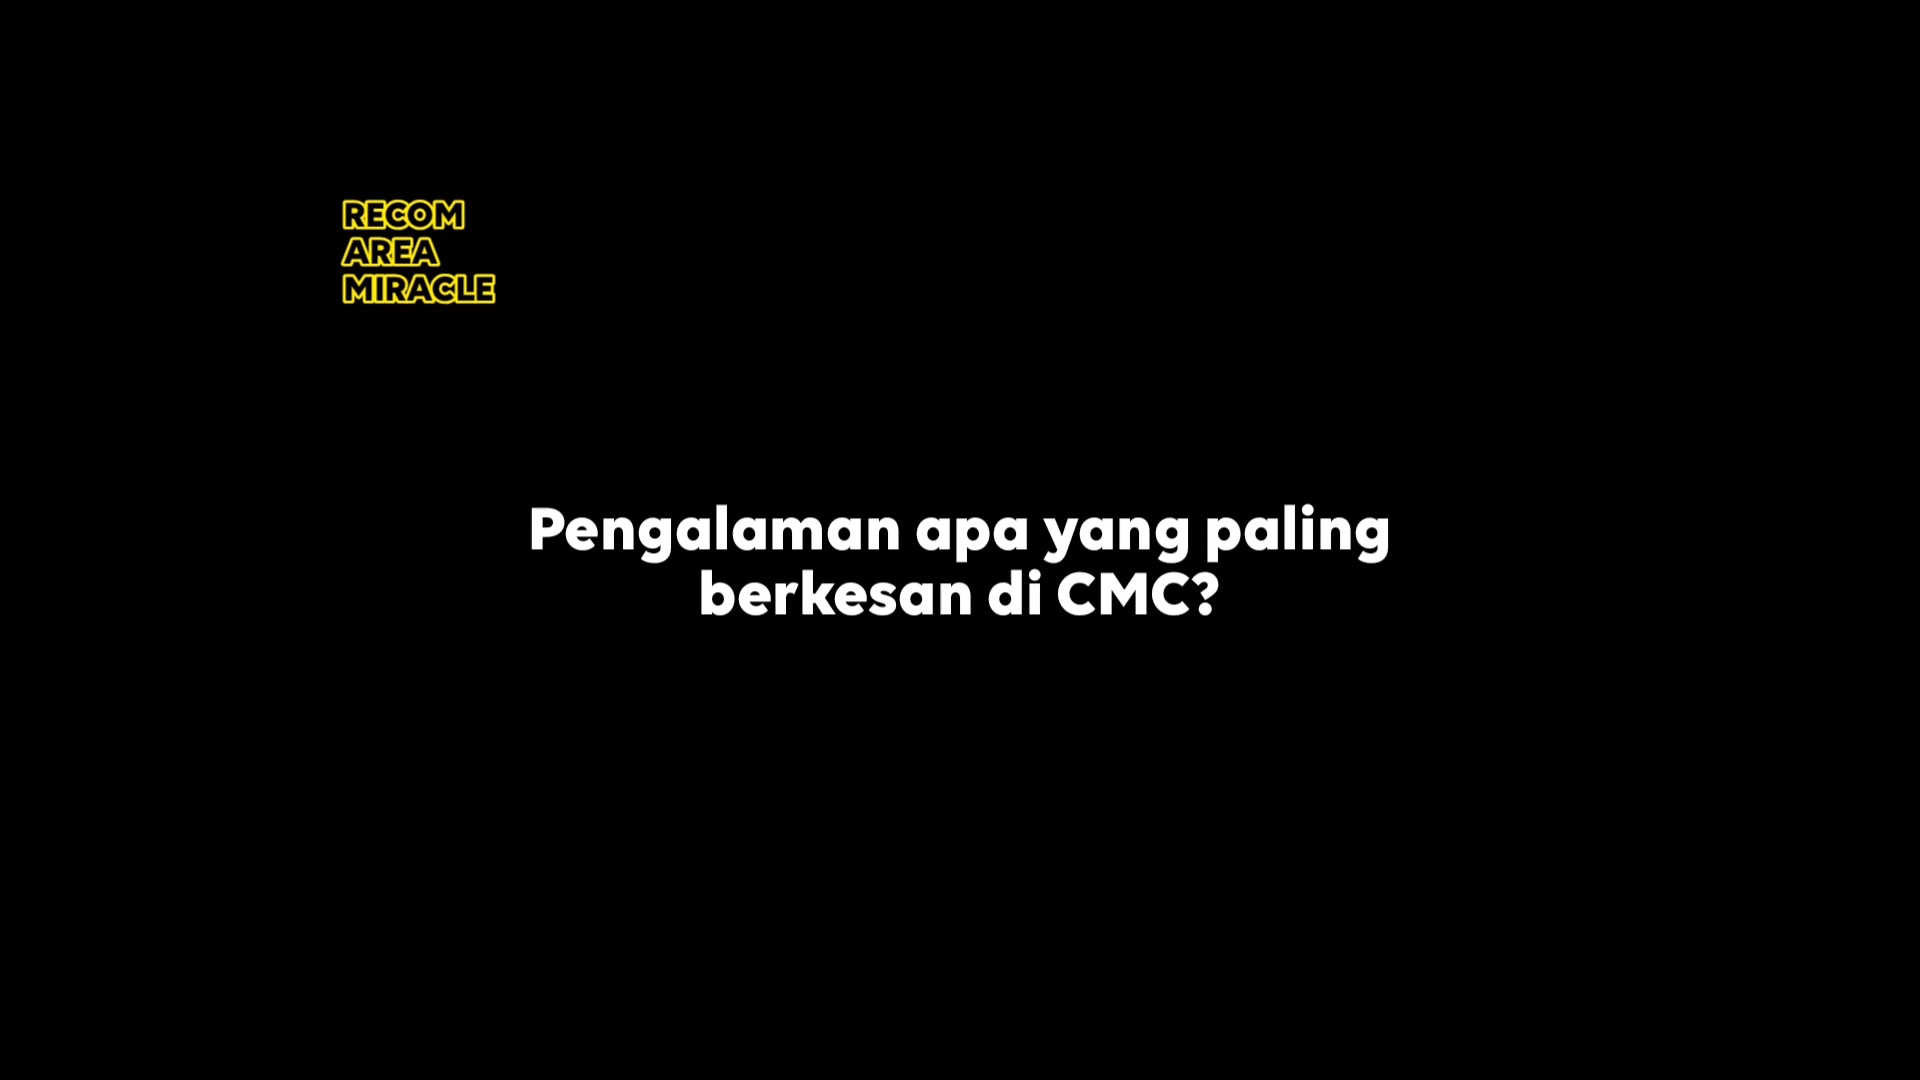 RECOM
AREA
MIRACLE
Pengalaman apa yang paling
berkesan di CMC?